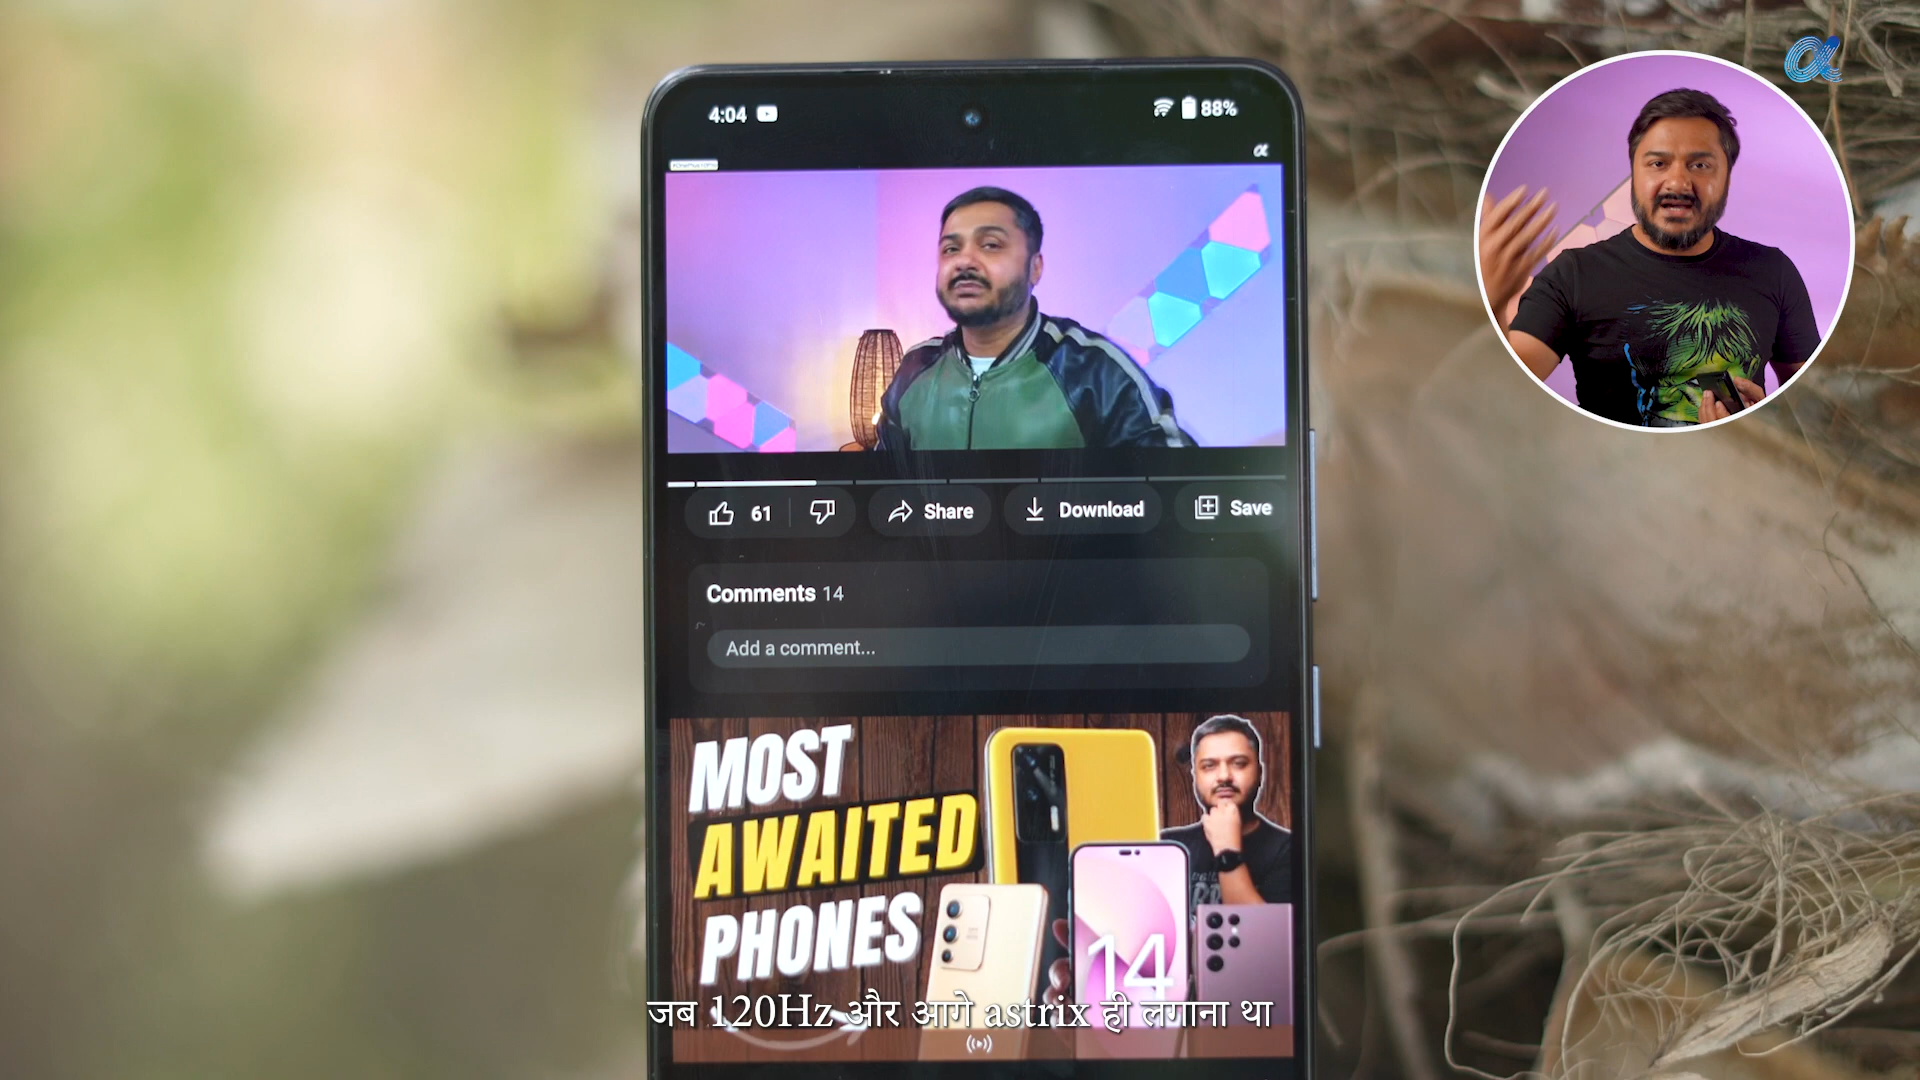 4:04
88%
α
61
Share
Download
Save
Comments 14
Add a comment...
MOST
AWAITED
PHONES
14
जब 120Hz और आगे astrix ही लगाना था